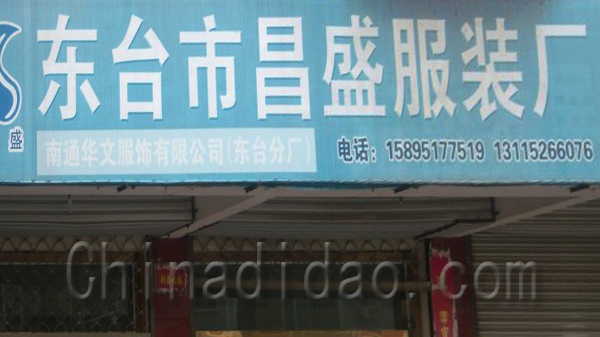 东台市昌盛服装厂
盛
南通华文服饰有限公司(东台分厂)
电话: 15895177519 13115266076
Chinadidao.com